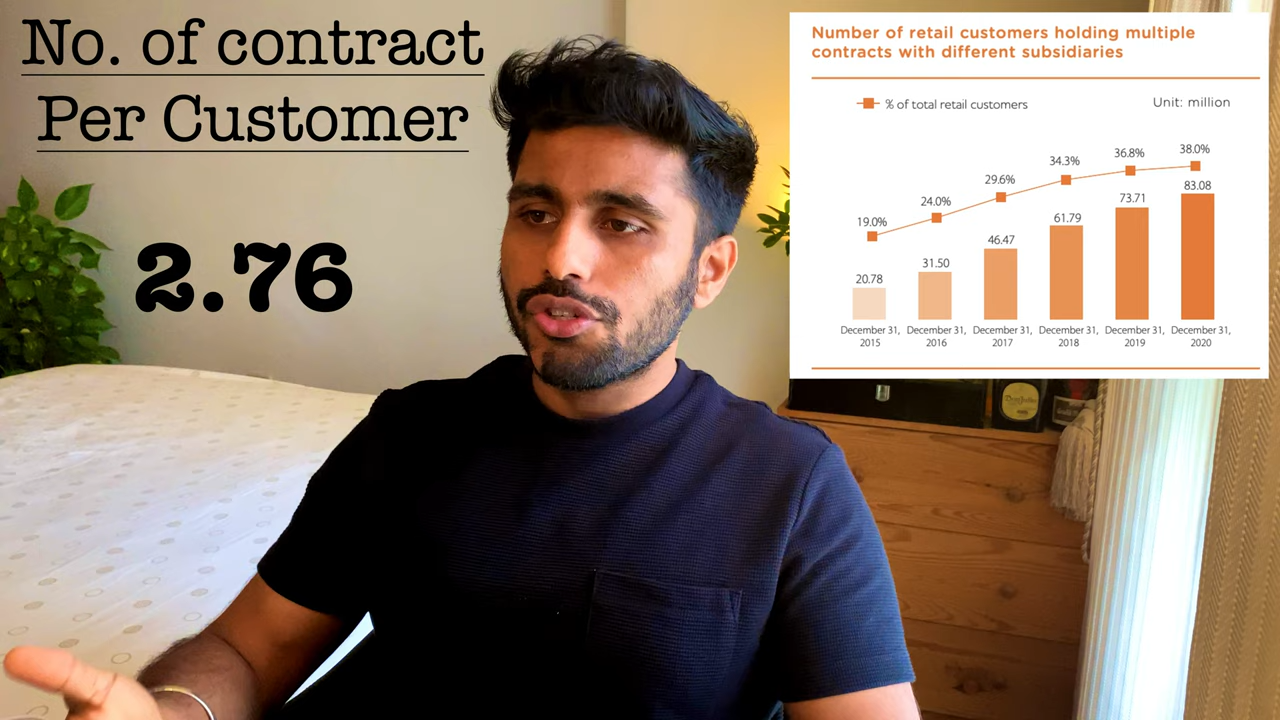 No. of contract
Per Customer
2.76
Number of retail customers holding multiple
contracts with different subsidiaries
% of total retail customers
Unit: million
19.0% 24.0% 29.6% 34.3% 36.8% 38.0%
20.78 31.50 46.47 61.79 73.71 83.08
December 31, December 31, December 31, December 31, December 31, December 31,
2015 2016 2017 2018 2019 2020